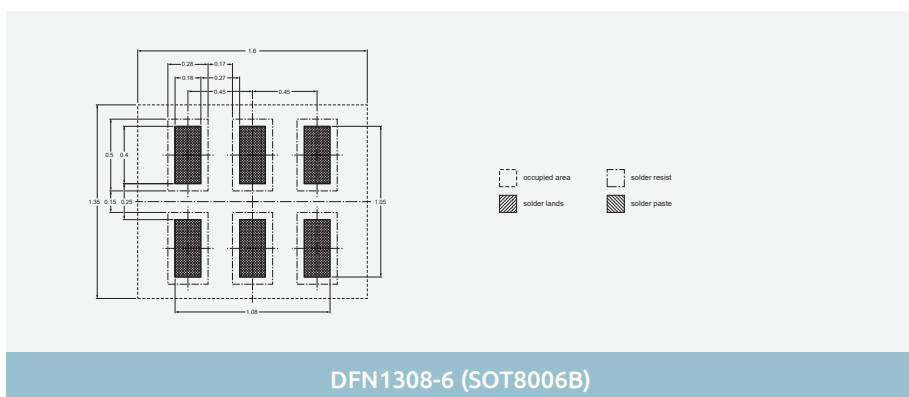 1.6
0.28 0.17
0.18 0.27
0.45 0.45
0.5 0.4
1.35 0.15 0.25 1.05
1.08
occupied area solder resist
solder lands solder paste
DFN1308-6 (SOT8006B)